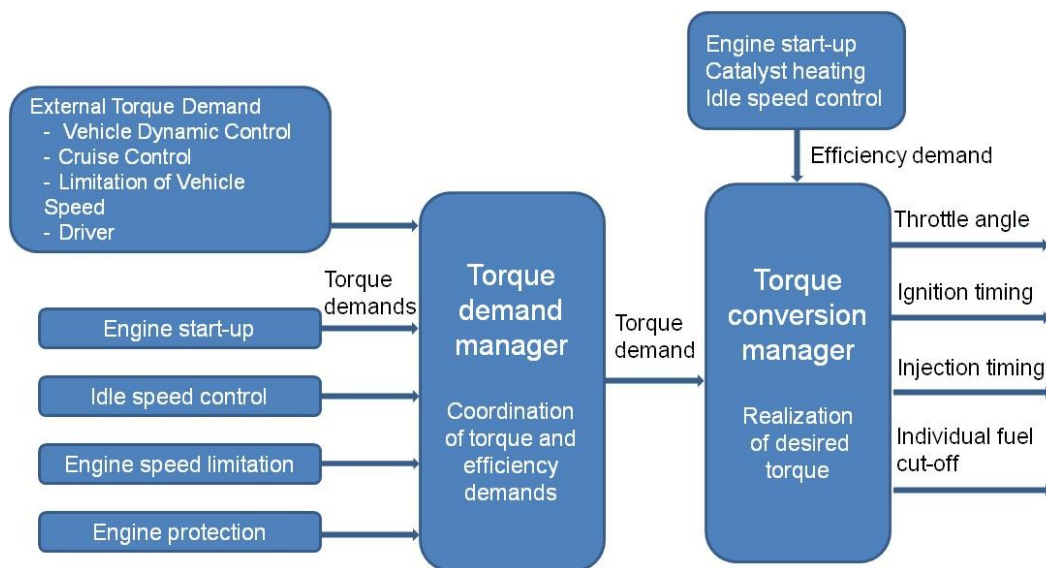 External Torque Demand
- Vehicle Dynamic Control
- Cruise Control
- Limitation of Vehicle
Speed
- Driver
Engine start-up
Idle speed control
Engine speed limitation
Engine protection
Torque
demands
Torque
demand
manager
Coordination
of torque and
efficiency
demands
Torque
demand
Engine start-up
Catalyst heating
Idle speed control
Efficiency demand
Torque
conversion
manager
Realization
of desired
torque
Throttle angle
Ignition timing
Injection timing
Individual fuel
cut-off